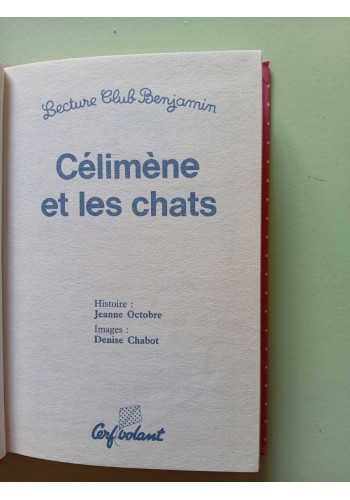 Lecture Club Benjamin
Célimène
et les chats
Histoire :
Jeanne Octobre
Images :
Denise Chabot
Cerf volant